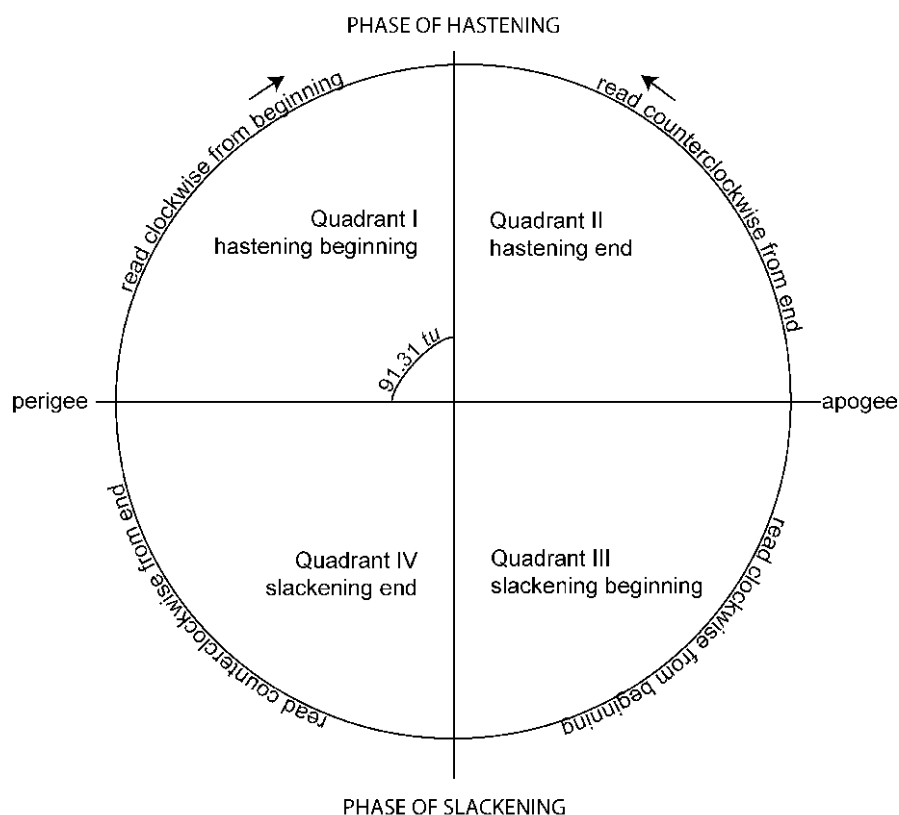 PHASE OF HASTENING
read clockwise from beginning
read counterclockwise from end
Quadrant I
hastening beginning
Quadrant II
hastening end
91.31 tu
perigee
apogee
Quadrant IV
slackening end
Quadrant III
slackening beginning
read counterclockwise from end
read clockwise from beginning
PHASE OF SLACKENING